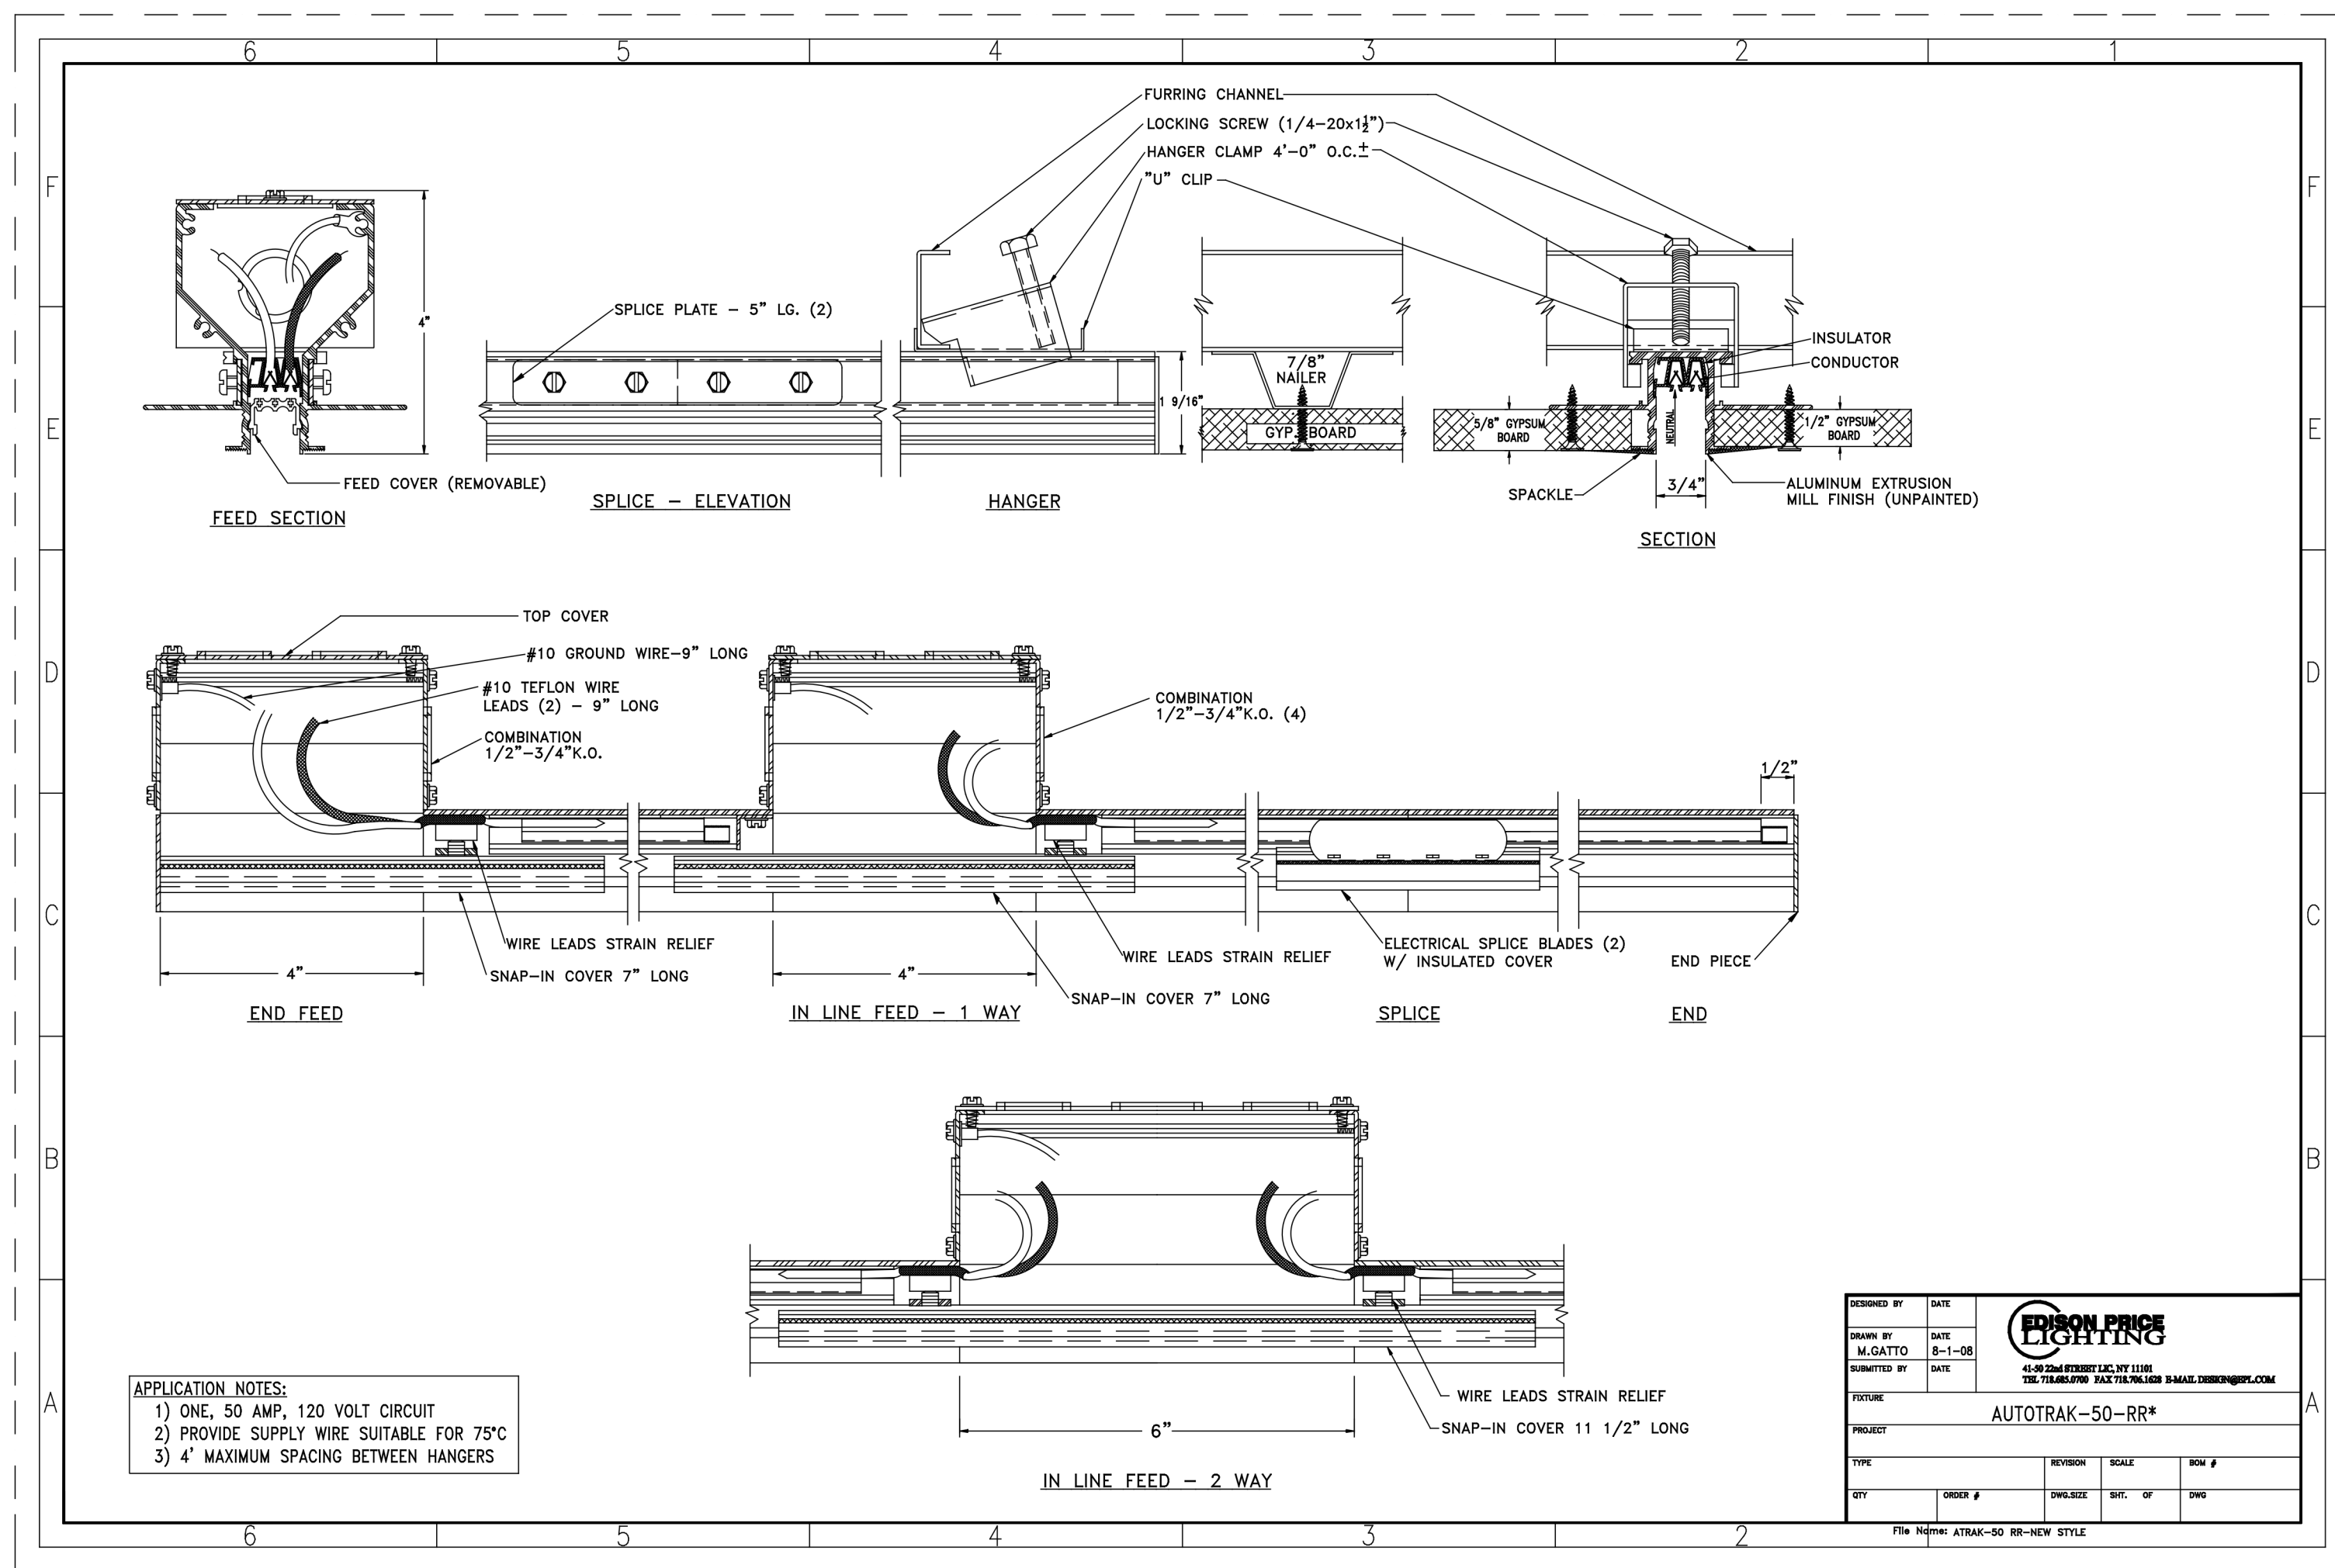 6 5 4 3 2 1
FURRING CHANNEL
LOCKING SCREW (1/4-20x1½")
HANGER CLAMP 4'-0" O.C.±
"U" CLIP
F
F
4"
SPLICE PLATE - 5" LG. (2)
INSULATOR
CONDUCTOR
7/8"
NAILER
1 9/16"
GYP. BOARD
5/8" GYPSUM
BOARD
NEUTRAL
1/2" GYPSUM
BOARD
E
E
FEED COVER (REMOVABLE)
SPACKLE
3/4"
ALUMINUM EXTRUSION
MILL FINISH (UNPAINTED)
FEED SECTION
SPLICE - ELEVATION
HANGER
SECTION
TOP COVER
#10 GROUND WIRE-9" LONG
#10 TEFLON WIRE
LEADS (2) - 9" LONG
COMBINATION
1/2"-3/4"K.O.
COMBINATION
1/2"-3/4"K.O. (4)
D
D
1/2"
C
C
WIRE LEADS STRAIN RELIEF
SNAP-IN COVER 7" LONG
4"
4"
WIRE LEADS STRAIN RELIEF
SNAP-IN COVER 7" LONG
ELECTRICAL SPLICE BLADES (2)
W/ INSULATED COVER
END PIECE
END FEED
IN LINE FEED - 1 WAY
SPLICE
END
B
B
WIRE LEADS STRAIN RELIEF
SNAP-IN COVER 11 1/2" LONG
6"
IN LINE FEED - 2 WAY
A
A
APPLICATION NOTES:
1) ONE, 50 AMP, 120 VOLT CIRCUIT
2) PROVIDE SUPPLY WIRE SUITABLE FOR 75°C
3) 4' MAXIMUM SPACING BETWEEN HANGERS
DESIGNED BY DATE
DRAWN BY DATE
M.GATTO 8-1-08
SUBMITTED BY DATE
EDISON PRICE
LIGHTING
41-50 22nd STREET LIC, NY 11101
TEL 718.685.0700 FAX 718.706.1628 E-MAIL DESIGN@EPL.COM
FIXTURE
AUTOTRAK-50-RR*
PROJECT
TYPE REVISION SCALE BOM #
QTY ORDER # DWG.SIZE SHT. OF DWG
6 5 4 3 2
File Name: ATRAK-50 RR-NEW STYLE